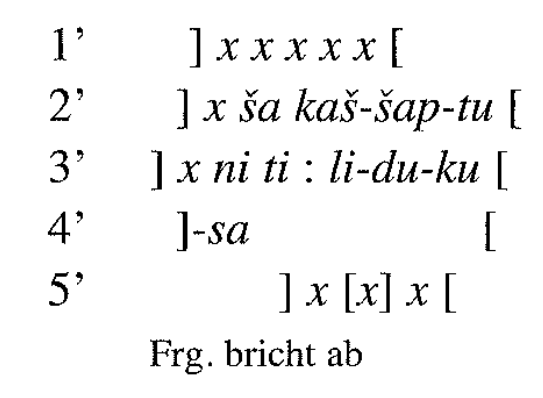 1’ ] x x x x x [
2’ ] x ša kaš-šap-tu [
3’ ] x ni ti : li-du-ku [
4’ ]-sa [
5’ ] x [x] x [
Frg. bricht ab